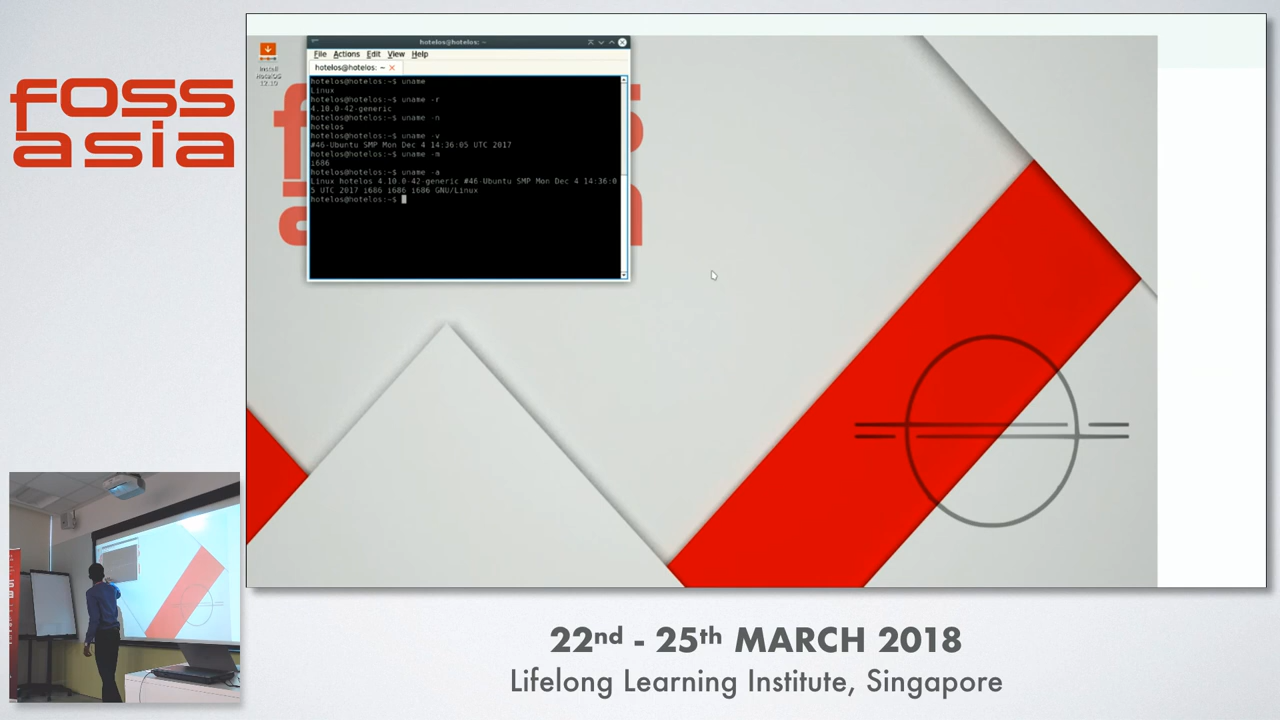 foss
asia
Install
HotelOS
12.10
hotelos@hotelos: ~
File Actions Edit View Help
hotelos@hotelos: ~
hotelos@hotelos:~$ uname
Linux
hotelos@hotelos:~$ uname -r
4.10.0-42-generic
hotelos@hotelos:~$ uname -n
hotelos
hotelos@hotelos:~$ uname -v
#46-Ubuntu SMP Mon Dec 4 14:36:05 UTC 2017
hotelos@hotelos:~$ uname -m
i686
hotelos@hotelos:~$ uname -a
Linux hotelos 4.10.0-42-generic #46-Ubuntu SMP Mon Dec 4 14:36:0
5 UTC 2017 i686 i686 i686 GNU/Linux
hotelos@hotelos:~$
22nd - 25th MARCH 2018
Lifelong Learning Institute, Singapore